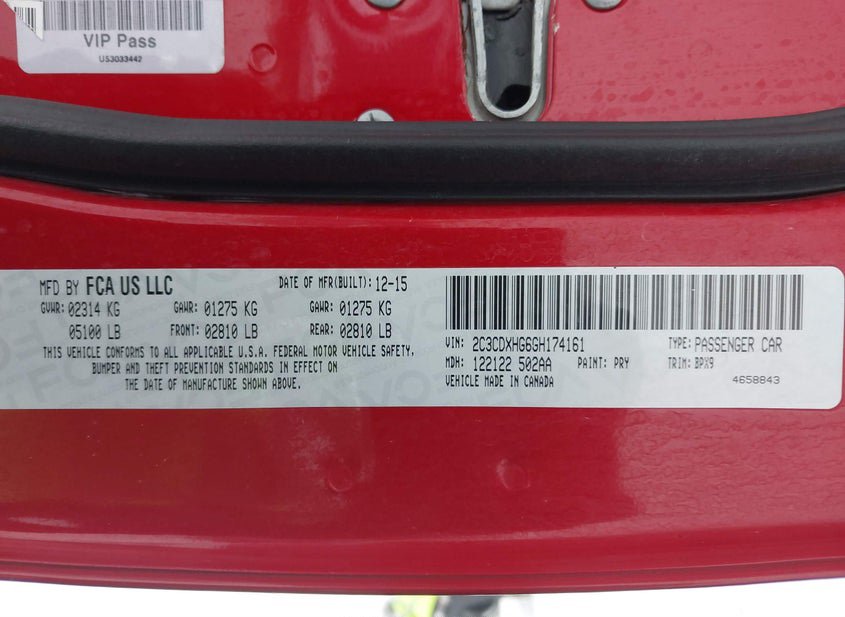 VIP Pass
US3033442
MFD BY FCA US LLC DATE OF MFR(BUILT): 12-15
GVWR: 02314 KG GAWR: 01275 KG GAWR: 01275 KG
05100 LB FRONT: 02810 LB REAR: 02810 LB
THIS VEHICLE CONFORMS TO ALL APPLICABLE U.S.A. FEDERAL MOTOR VEHICLE SAFETY,
BUMPER AND THEFT PREVENTION STANDARDS IN EFFECT ON
THE DATE OF MANUFACTURE SHOWN ABOVE.
VIN: 2C3CDXHG6GH174161 TYPE: PASSENGER CAR
MDH: 122122 502AA PAINT: PRY TRIM: BPX9
VEHICLE MADE IN CANADA 4658843